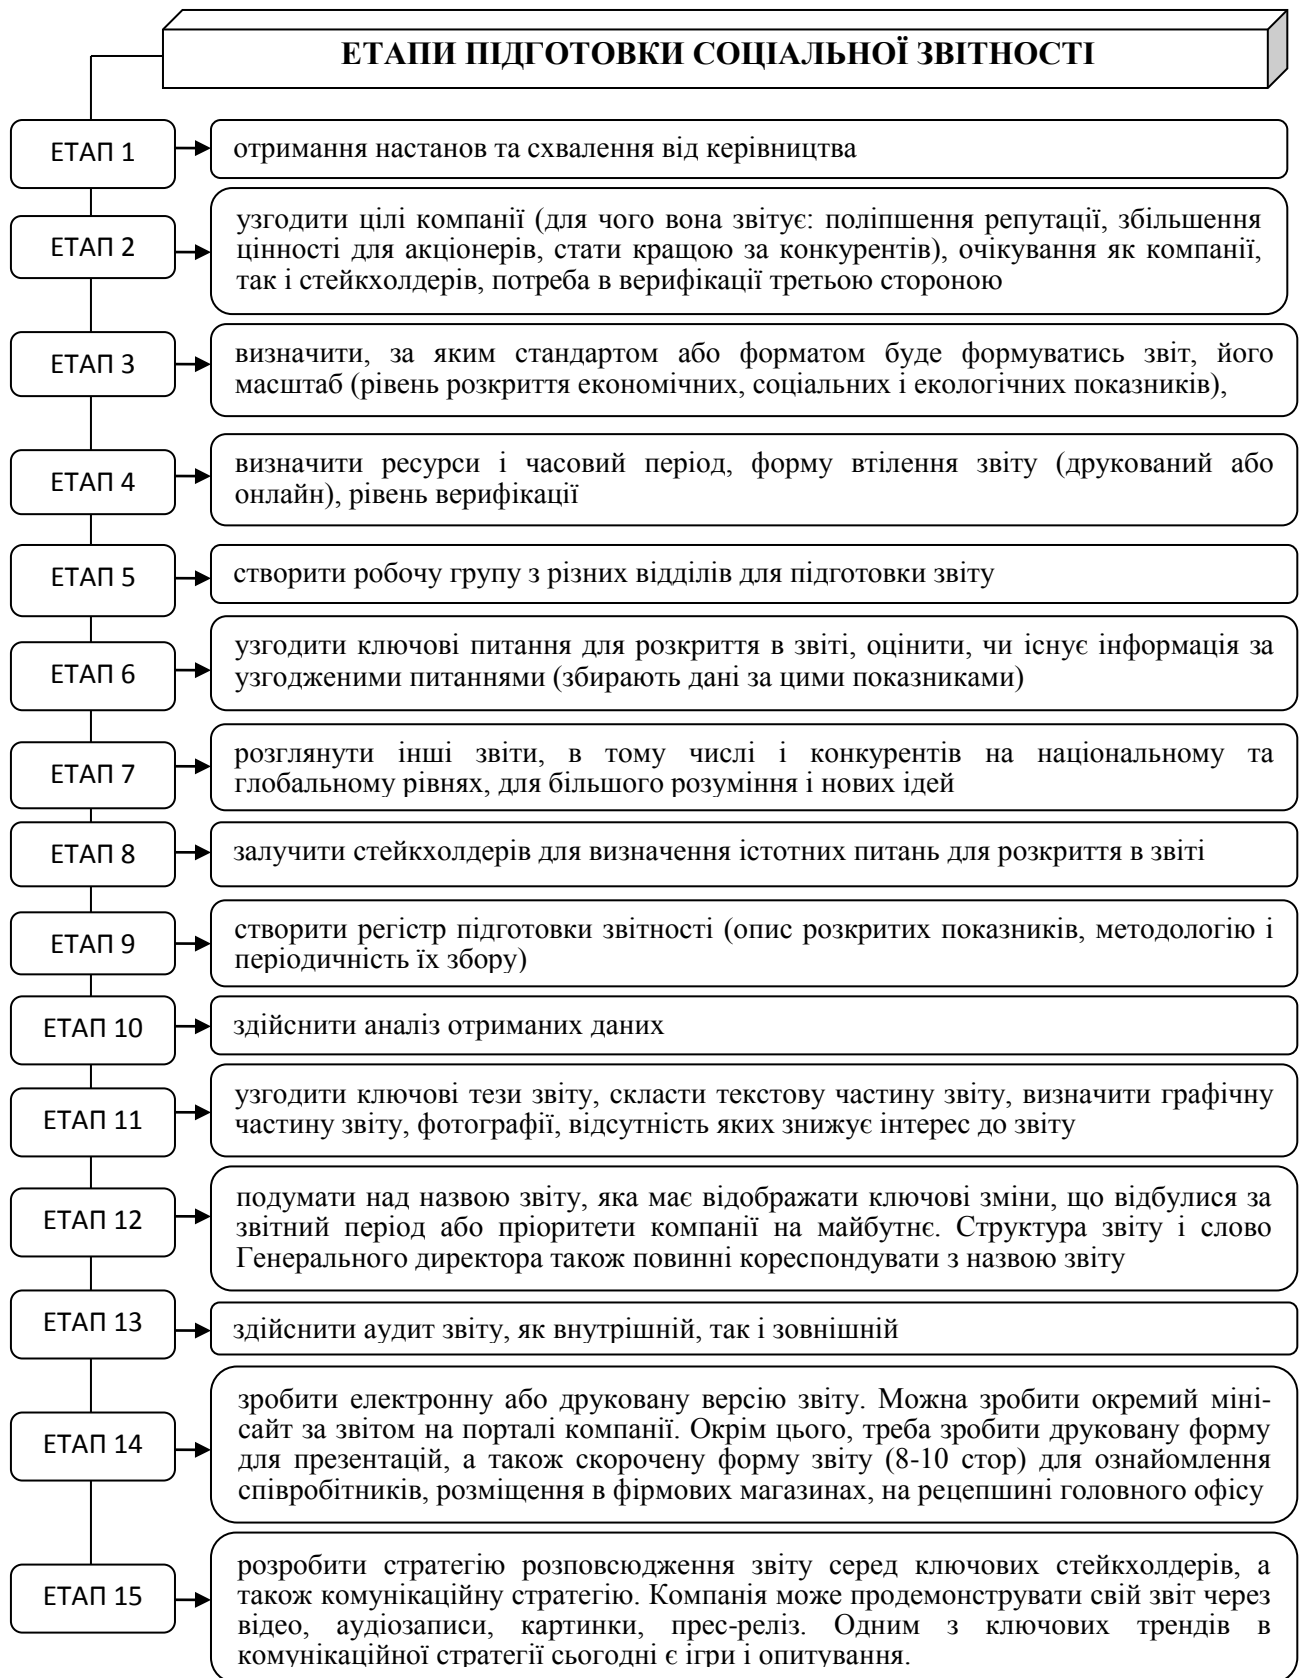 ЕТАПИ ПІДГОТОВКИ СОЦІАЛЬНОЇ ЗВІТНОСТІ
ЕТАП 1
отримання настанов та схвалення від керівництва
ЕТАП 2
узгодити цілі компанії (для чого вона звітує: поліпшення репутації, збільшення
цінності для акціонерів, стати кращою за конкурентів), очікування як компанії,
так і стейкхолдерів, потреба в верифікації третьою стороною
ЕТАП 3
визначити, за яким стандартом або форматом буде формуватись звіт, його
масштаб (рівень розкриття економічних, соціальних і екологічних показників),
ЕТАП 4
визначити ресурси і часовий період, форму втілення звіту (друкований або
онлайн), рівень верифікації
ЕТАП 5
створити робочу групу з різних відділів для підготовки звіту
ЕТАП 6
узгодити ключові питання для розкриття в звіті, оцінити, чи існує інформація за
узгодженими питаннями (збирають дані за цими показниками)
ЕТАП 7
розглянути інші звіти, в тому числі і конкурентів на національному та
глобальному рівнях, для більшого розуміння і нових ідей
ЕТАП 8
залучити стейкхолдерів для визначення істотних питань для розкриття в звіті
ЕТАП 9
створити регістр підготовки звітності (опис розкритих показників, методологію і
періодичність їх збору)
ЕТАП 10
здійснити аналіз отриманих даних
ЕТАП 11
узгодити ключові тези звіту, скласти текстову частину звіту, визначити графічну
частину звіту, фотографії, відсутність яких знижує інтерес до звіту
ЕТАП 12
подумати над назвою звіту, яка має відображати ключові зміни, що відбулися за
звітний період або пріоритети компанії на майбутнє. Структура звіту і слово
Генерального директора також повинні кореспондувати з назвою звіту
ЕТАП 13
здійснити аудит звіту, як внутрішній, так і зовнішній
ЕТАП 14
зробити електронну або друковану версію звіту. Можна зробити окремий міні-
сайт за звітом на порталі компанії. Окрім цього, треба зробити друковану форму
для презентацій, а також скорочену форму звіту (8-10 стор) для ознайомлення
співробітників, розміщення в фірмових магазинах, на рецепшині головного офісу
ЕТАП 15
розробити стратегію розповсюдження звіту серед ключових стейкхолдерів, а
також комунікаційну стратегію. Компанія може продемонструвати свій звіт через
відео, аудіозаписи, картинки, прес-реліз. Одним з ключових трендів в
комунікаційної стратегії сьогодні є ігри і опитування.